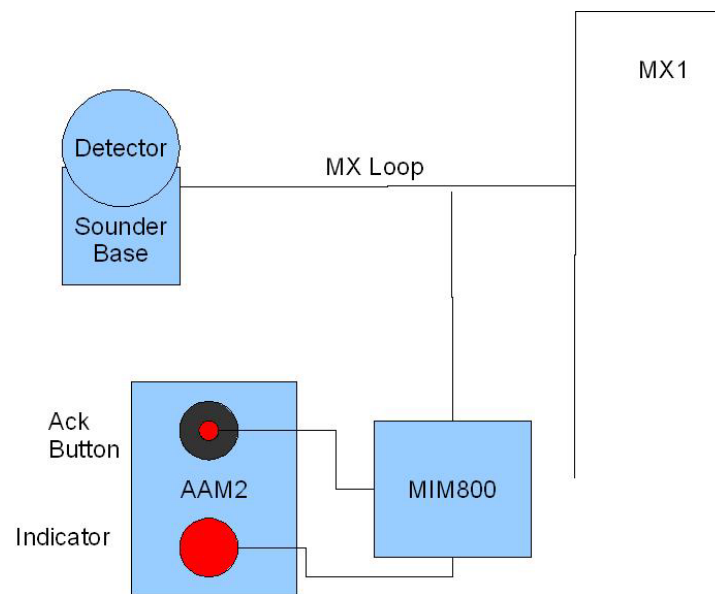 MX1
Detector
MX Loop
Sounder
Base
Ack
Button
AAM2
MIM800
Indicator